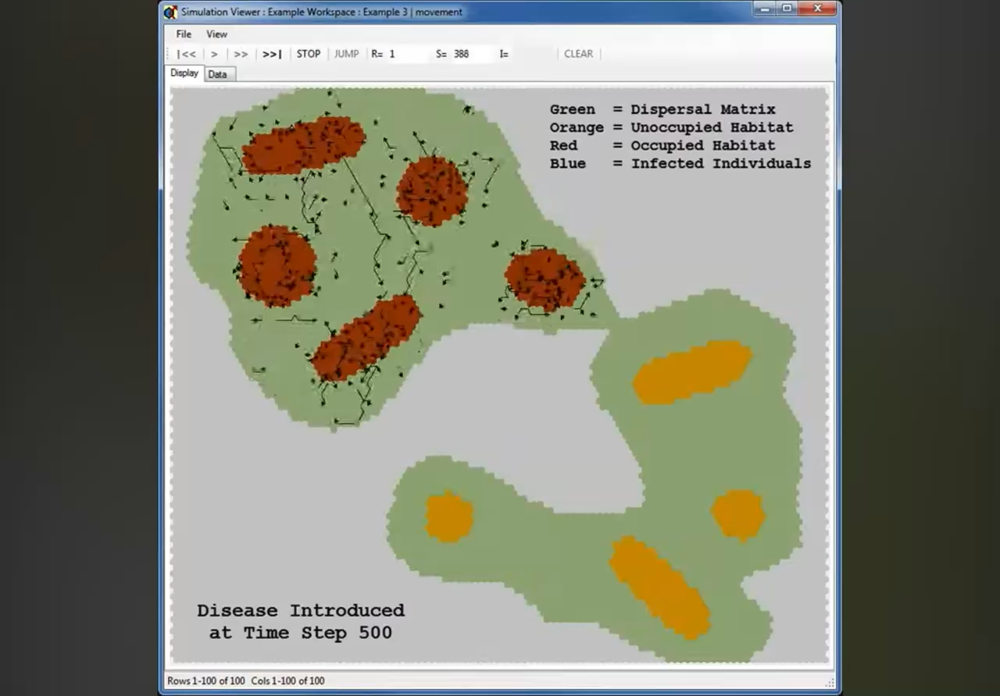 Simulation Viewer : Example Workspace : Example 3 | movement
File View
|<< > >> >>| STOP JUMP R= 1 S= 388 I= CLEAR
Display Data
Green = Dispersal Matrix
Orange = Unoccupied Habitat
Red = Occupied Habitat
Blue = Infected Individuals
Disease Introduced
at Time Step 500
Rows 1-100 of 100 Cols 1-100 of 100